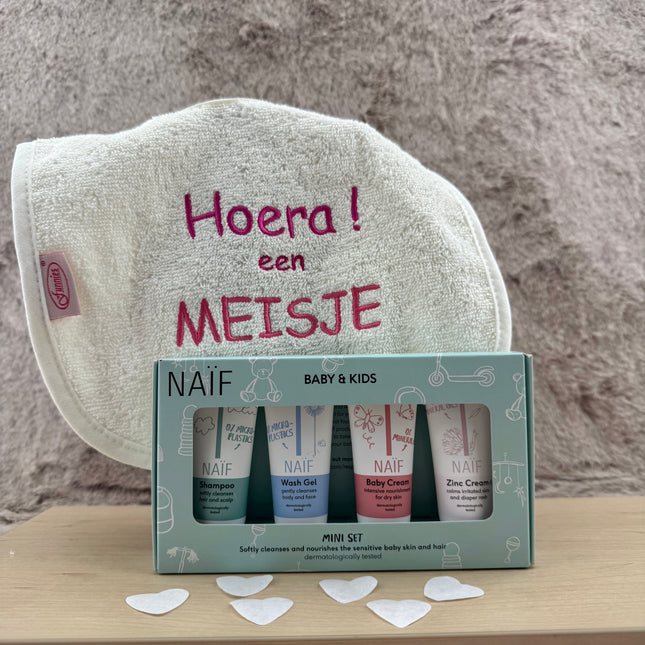 Hoera !
een
MEISJE
Funnies
®
NAÏF
BABY & KIDS
0% MICRO-
PLASTICS
NAÏF
Shampoo
softly cleanses
hair and scalp
dermatologically
tested
MICRO-
PLASTICS
NAÏF
Wash Gel
gently cleanses
body and face
dermatologically
tested
0% MINERAL
NAÏF
Baby Cream
intensive nourishment
for dry skin
dermatologically
tested
NAÏF
Zinc Cream
calms irritated skin
and diaper rash
dermatologically
tested
MINI SET
Softly cleanses and nourishes the sensitive baby skin and hair
dermatologically tested